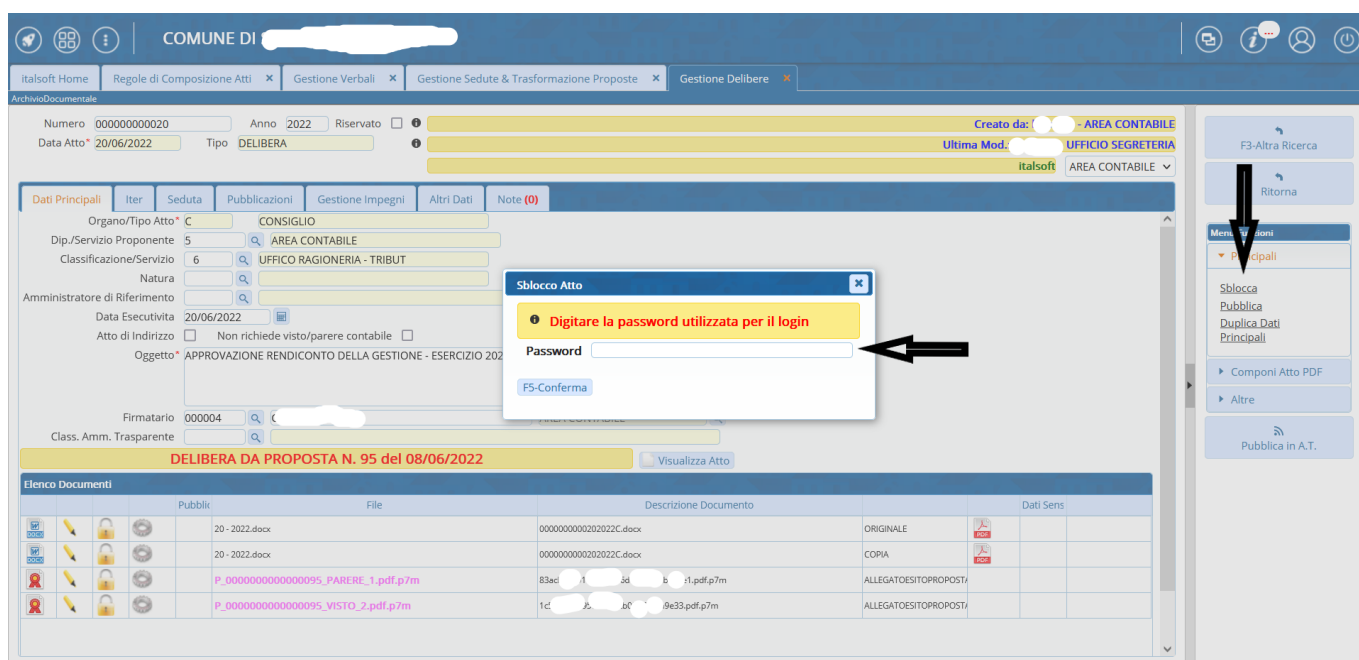 COMUNE DI
...
italsoft Home Regole di Composizione Atti × Gestione Verbali × Gestione Sedute & Trasformazione Proposte × Gestione Delibere ×
ArchivioDocumentale
Numero 000000000020 Anno 2022 Riservato Creato da: - AREA CONTABILE
Data Atto* 20/06/2022 Tipo DELIBERA Ultima Mod.: UFFICIO SEGRETERIA
italsoft AREA CONTABILE
F3-Altra Ricerca
Ritorna
Dati Principali Iter Seduta Pubblicazioni Gestione Impegni Altri Dati Note (0)
Organo/Tipo Atto* C CONSIGLIO
Dip./Servizio Proponente 5 AREA CONTABILE
Classificazione/Servizio 6 UFFICO RAGIONERIA - TRIBUT
Natura
Amministratore di Riferimento
Data Esecutivita 20/06/2022
Atto di Indirizzo Non richiede visto/parere contabile
Oggetto* APPROVAZIONE RENDICONTO DELLA GESTIONE - ESERCIZIO 202
Firmatario 000004 AREA CONTABILE
Class. Amm. Trasparente
Sblocco Atto
Digitare la password utilizzata per il login
Password
F5-Conferma
Principali
Sblocca
Pubblica
Duplica Dati
Principali
Componi Atto PDF
Altre
Pubblica in A.T.
DELIBERA DA PROPOSTA N. 95 del 08/06/2022 Visualizza Atto
Elenco Documenti
Pubblic File Descrizione Documento Dati Sens
20 - 2022.docx 0000000000202022C.docx ORIGINALE
20 - 2022.docx 0000000000202022C.docx COPIA
P_0000000000000095_PARERE_1.pdf.p7m ALLEGATOESITOPROPOST
P_0000000000000095_VISTO_2.pdf.p7m ALLEGATOESITOPROPOST